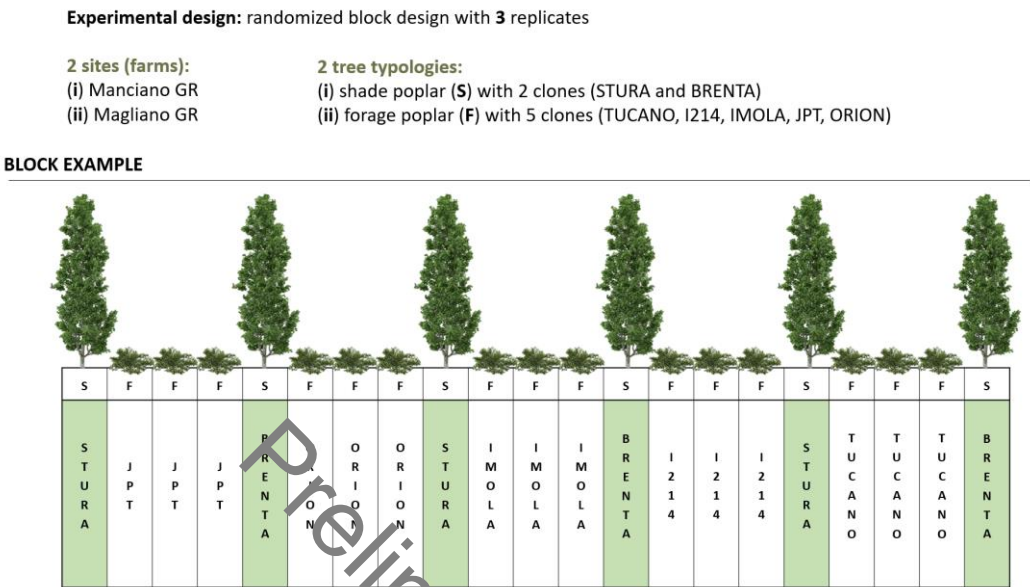 Experimental design: randomized block design with 3 replicates
2 sites (farms):
(i) Manciano GR
(ii) Magliano GR
2 tree typologies:
(i) shade poplar (S) with 2 clones (STURA and BRENTA)
(ii) forage poplar (F) with 5 clones (TUCANO, I214, IMOLA, JPT, ORION)
BLOCK EXAMPLE
S F F F S F F F S F F F S F F F S F F F S
STURA
JPT
JPT
JPT
BRENTA
ORION
ORION
STURA
IMOLA
IMOLA
IMOLA
BRENTA
I214
I214
I214
STURA
TUCANO
TUCANO
TUCANO
BRENTA